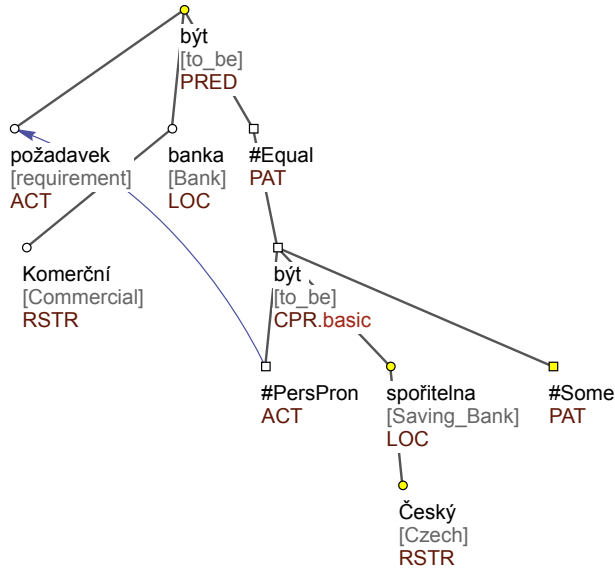 být
[to_be]
PRED
požadavek
[requirement]
ACT
banka
[Bank]
LOC
#Equal
PAT
Komerční
[Commercial]
RSTR
být
[to_be]
CPR.basic
#PersPron
ACT
spořitelna
[Saving_Bank]
LOC
#Some
PAT
Český
[Czech]
RSTR